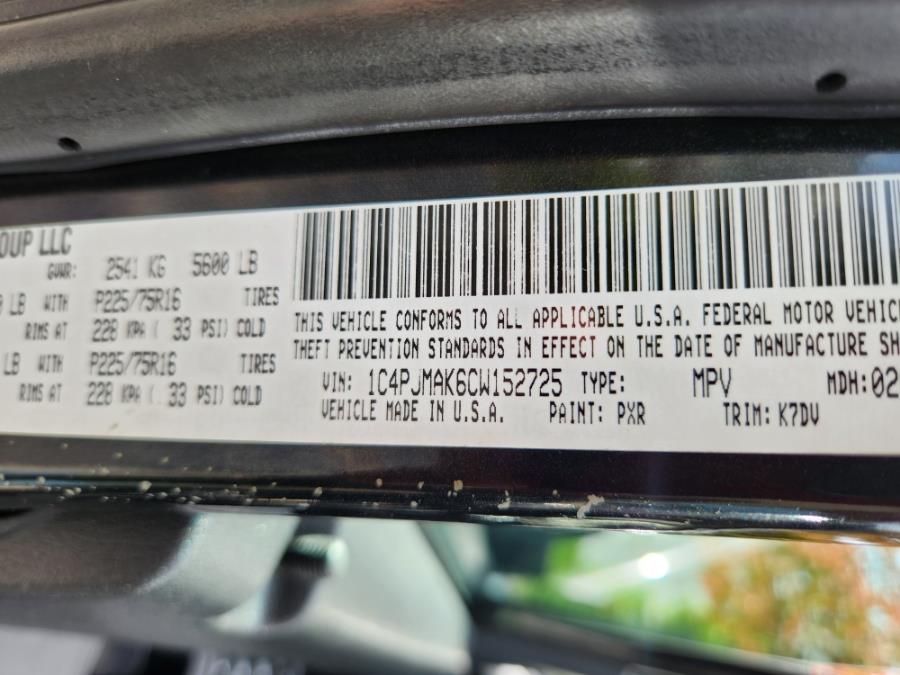 OUP LLC
GVWR: 2541 KG 5600 LB
LB WITH P225/75R16 TIRES
RIMS AT 228 KPA ( 33 PSI) COLD
LB WITH P225/75R16 TIRES
RIMS AT 228 KPA ( 33 PSI) COLD
THIS VEHICLE CONFORMS TO ALL APPLICABLE U.S.A. FEDERAL MOTOR VEHIC
THEFT PREVENTION STANDARDS IN EFFECT ON THE DATE OF MANUFACTURE SH
VIN: 1C4PJMAK6CW152725 TYPE: MPV MDH: 02
VEHICLE MADE IN U.S.A. PAINT: PXR TRIM: K7DV